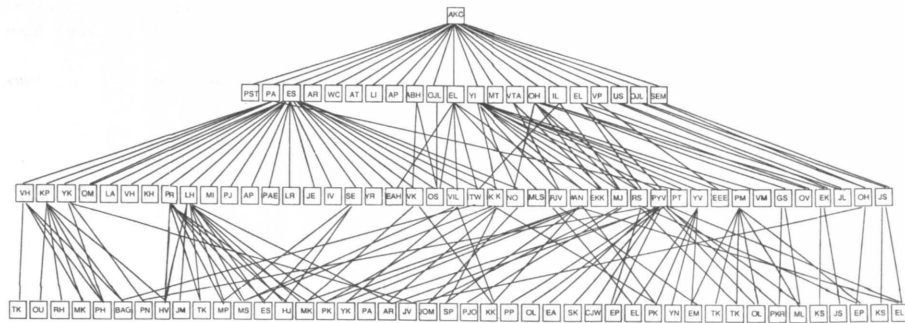 AKG
PST PA ES AR WC AT LI AP ABH OJL EL YI MT VTA OH IL EL VP US OJL SEM
VH KP YK OM LA VH KH PR LH MI PJ AP PAE LR JE IV SE YR EAH VK OS VIL TW KK NO MLS RJV HAN EKK MJ RS PYV PT YV EEE PM VM GS OV EK JL OH JS
TK OU RH MK PH BAG PN HV JM TK MP MS ES HJ MK PK YK PA AR JV JOM SP PJO KK PP OL EA SK CJW EP EL PK YN EM TK TK OL PKR ML KS JS EP KS EL